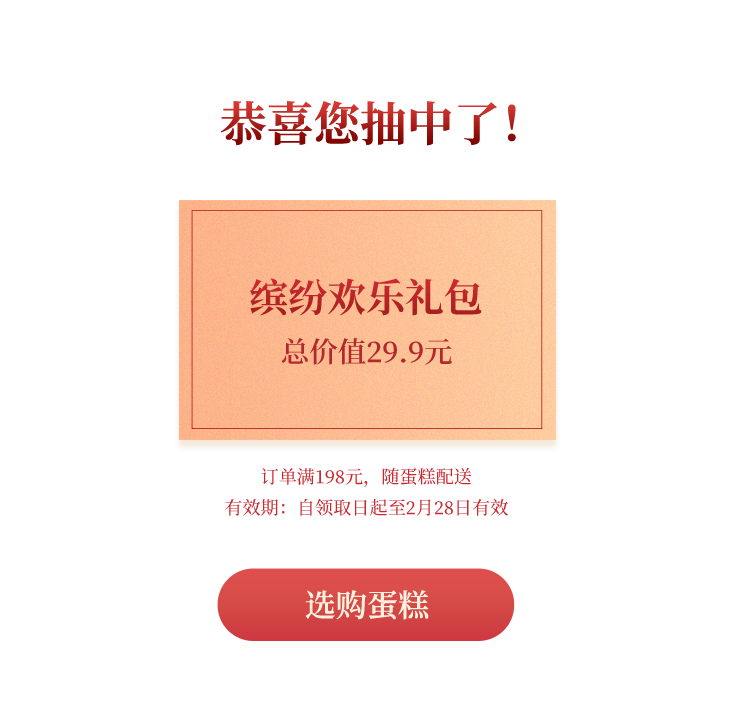 恭喜您抽中了！
缤纷欢乐礼包
总价值29.9元
订单满198元，随蛋糕配送
有效期：自领取日起至2月28日有效
选购蛋糕